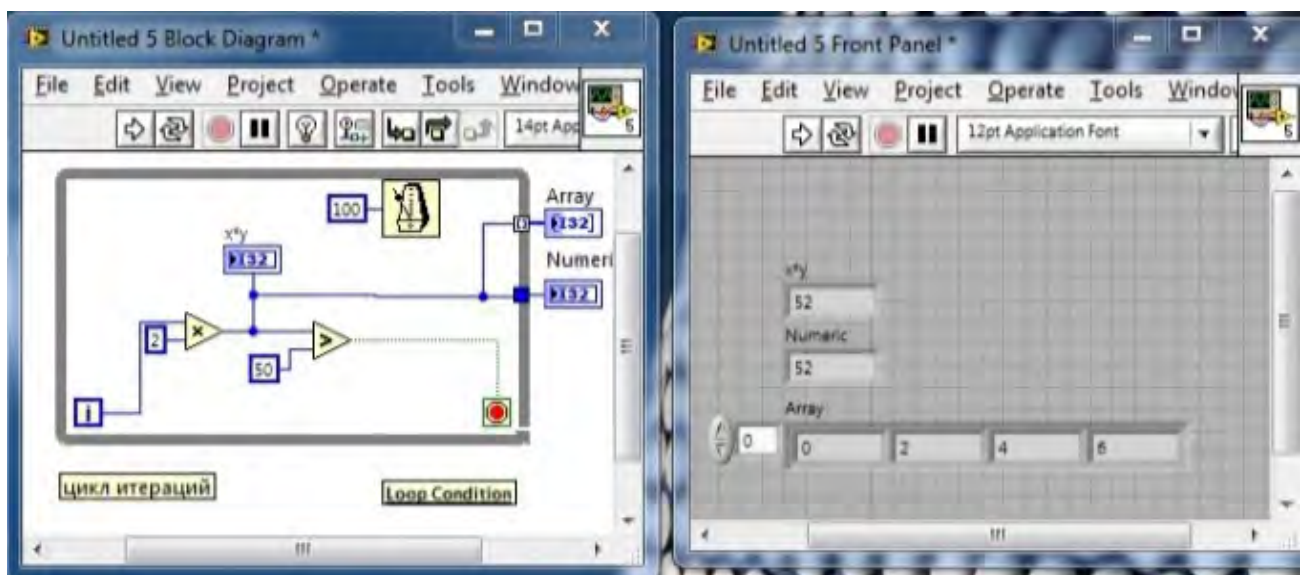 Untitled 5 Block Diagram *
File Edit View Project Operate Tools Window
14pt App
5
100
Array
I32
x*y
I32
Numeri
I32
2
x
>
50
i
цикл итераций
Loop Condition
Untitled 5 Front Panel *
File Edit View Project Operate Tools Window
12pt Application Font
5
x*y
52
Numeric
52
Array
0 0 2 4 6